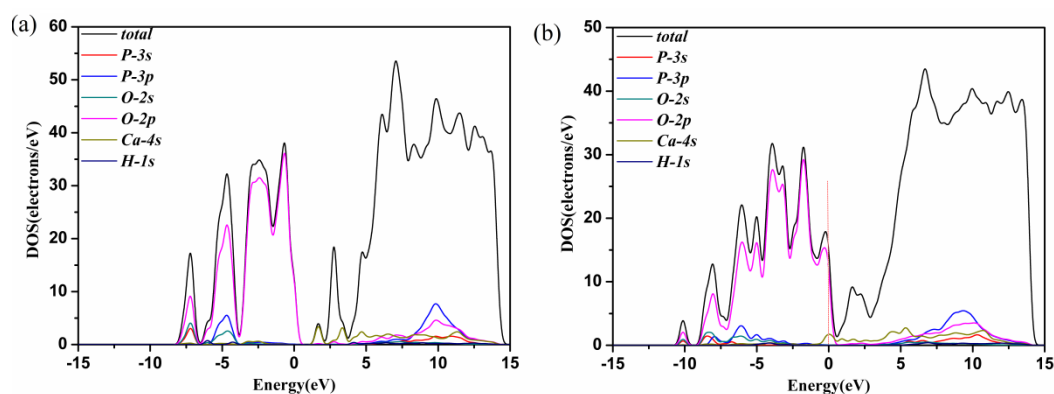 (a)
60
50
40
30
20
10
0
DOS(electrons/eV)
total
P-3s
P-3p
O-2s
O-2p
Ca-4s
H-1s
-15 -10 -5 0 5 10 15
Energy(eV)
(b)
50
40
30
20
10
0
DOS(electrons/eV)
total
P-3s
P-3p
O-2s
O-2p
Ca-4s
H-1s
-15 -10 -5 0 5 10 15
Energy(eV)